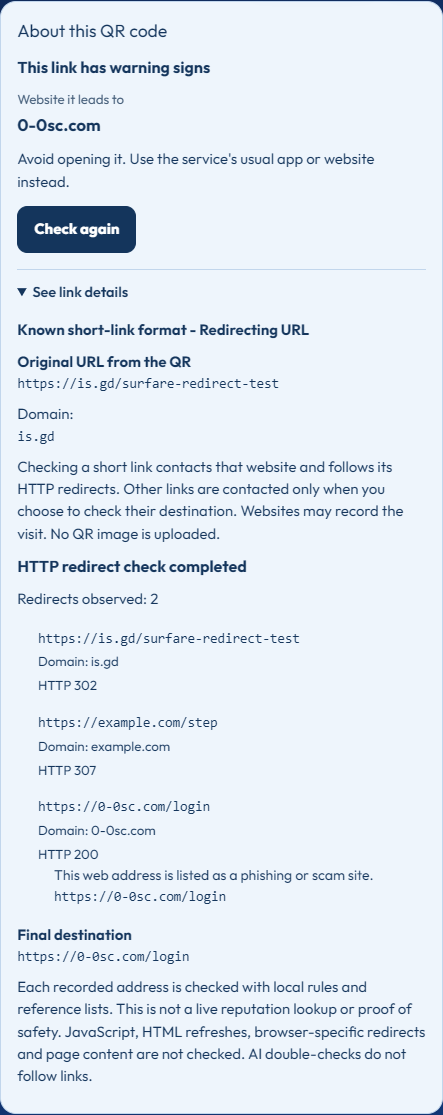 About this QR code
This link has warning signs
Website it leads to
0-0sc.com
Avoid opening it. Use the service's usual app or website
instead.
Check again
▼ See link details
Known short-link format - Redirecting URL
Original URL from the QR
https://is.gd/surfare-redirect-test
Domain:
is.gd
Checking a short link contacts that website and follows its
HTTP redirects. Other links are contacted only when you
choose to check their destination. Websites may record the
visit. No QR image is uploaded.
HTTP redirect check completed
Redirects observed: 2
https://is.gd/surfare-redirect-test
Domain: is.gd
HTTP 302
https://example.com/step
Domain: example.com
HTTP 307
https://0-0sc.com/login
Domain: 0-0sc.com
HTTP 200
This web address is listed as a phishing or scam site.
https://0-0sc.com/login
Final destination
https://0-0sc.com/login
Each recorded address is checked with local rules and
reference lists. This is not a live reputation lookup or proof of
safety. JavaScript, HTML refreshes, browser-specific redirects
and page content are not checked. AI double-checks do not
follow links.